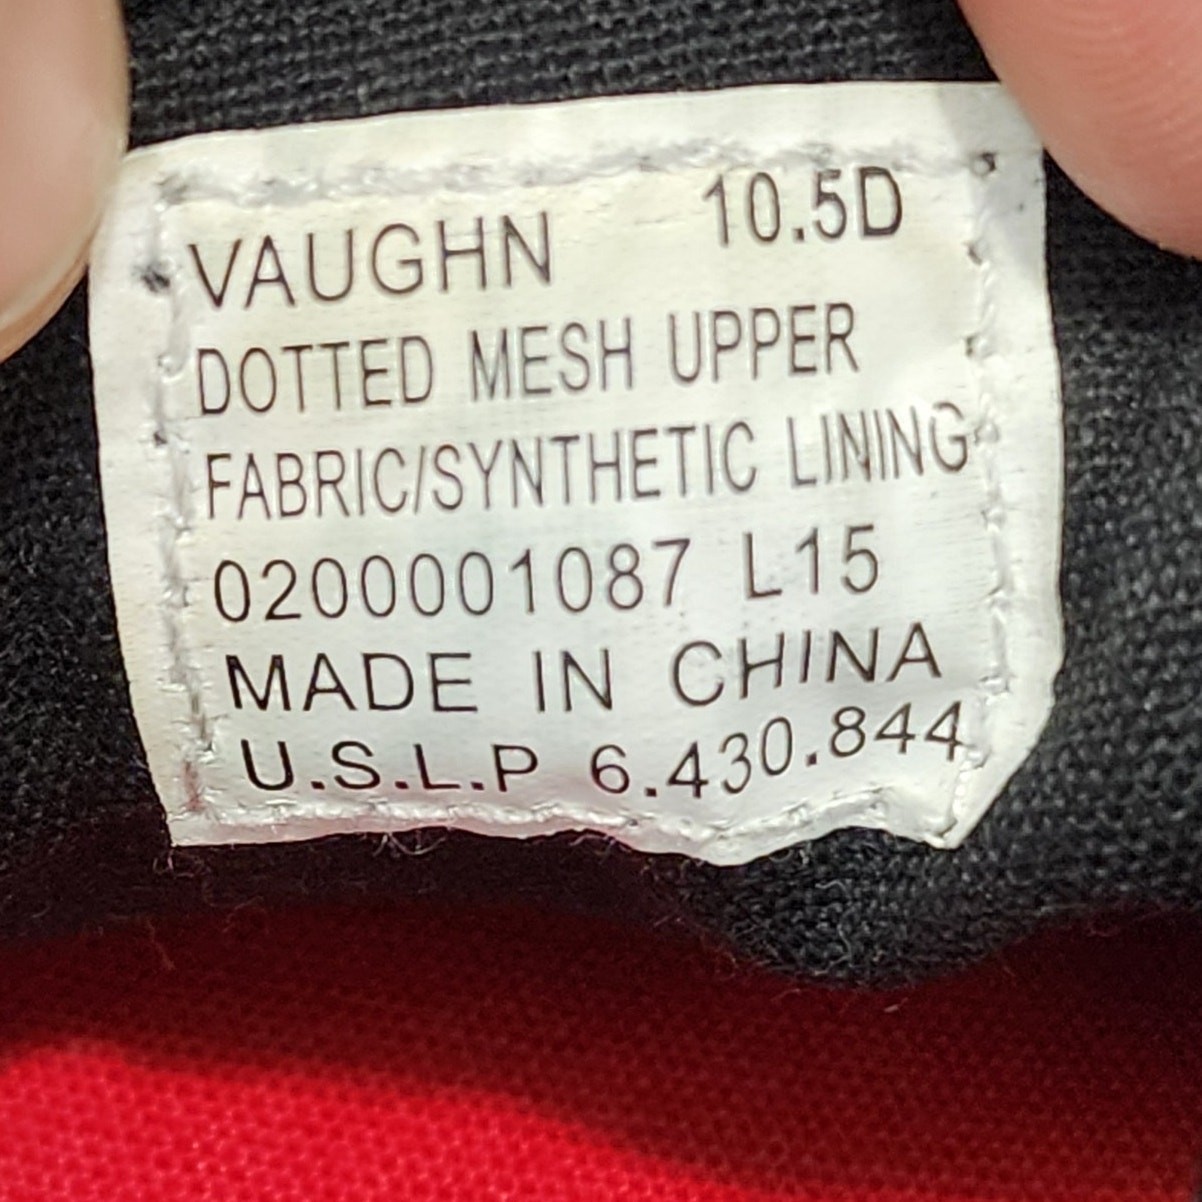 VAUGHN 10.5D
DOTTED MESH UPPER
FABRIC/SYNTHETIC LINING
0200001087 L15
MADE IN CHINA
U.S.L.P 6.430.844